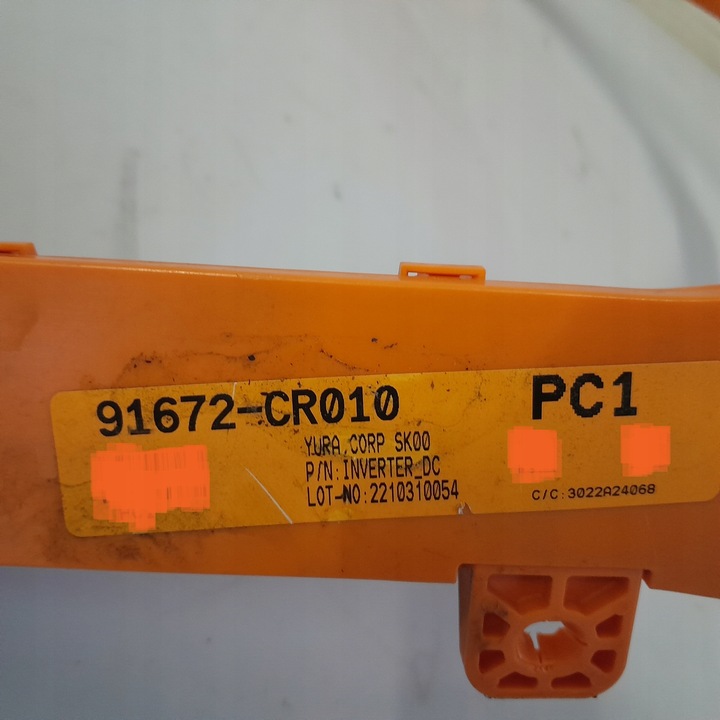 91672-CR010
PC1
YURA CORP SK00
P/N:INVERTER_DC
LOT-NO:2210310054
C/C:3022A24068